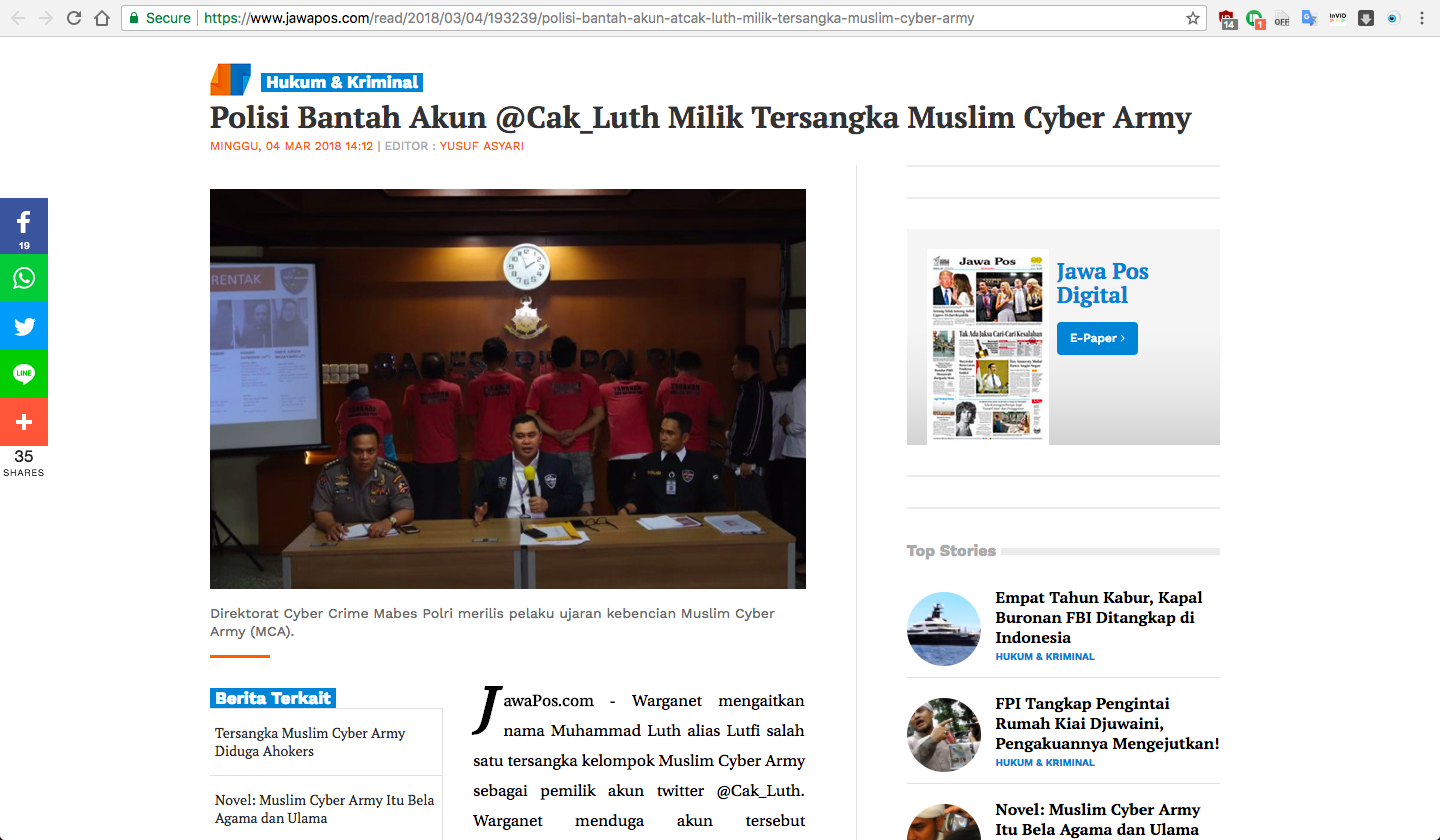 Secure https://www.jawapos.com/read/2018/03/04/193239/polisi-bantah-akun-atcak-luth-milik-tersangka-muslim-cyber-army
14
1
OFF
InVID
Hukum & Kriminal
Polisi Bantah Akun @Cak_Luth Milik Tersangka Muslim Cyber Army
MINGGU, 04 MAR 2018 14:12 | EDITOR : YUSUF ASYARI
19
LINE
35
SHARES
RENTAK
Direktorat Cyber Crime Mabes Polri merilis pelaku ujaran kebencian Muslim Cyber
Army (MCA).
Berita Terkait
Tersangka Muslim Cyber Army
Diduga Ahokers
Novel: Muslim Cyber Army Itu Bela
Agama dan Ulama
JawaPos.com - Warganet mengaitkan
nama Muhammad Luth alias Lutfi salah
satu tersangka kelompok Muslim Cyber Army
sebagai pemilik akun twitter @Cak_Luth.
Warganet menduga akun tersebut
Jawa Pos
Tak Ada Jaksa Cari-Cari Kesalahan
Jawa Pos
Digital
E-Paper
Top Stories
Empat Tahun Kabur, Kapal
Buronan FBI Ditangkap di
Indonesia
HUKUM & KRIMINAL
FPI Tangkap Pengintai
Rumah Kiai Djuwaini,
Pengakuannya Mengejutkan!
HUKUM & KRIMINAL
Novel: Muslim Cyber Army
Itu Bela Agama dan Ulama